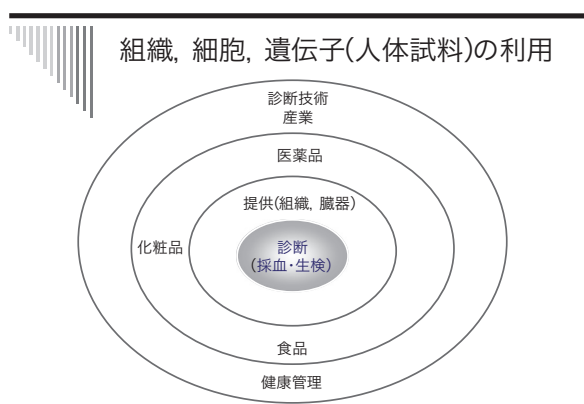 組織, 細胞, 遺伝子(人体試料)の利用
診断技術
産業
医薬品
提供(組織, 臓器)
化粧品
診断
(採血・生検)
食品
健康管理